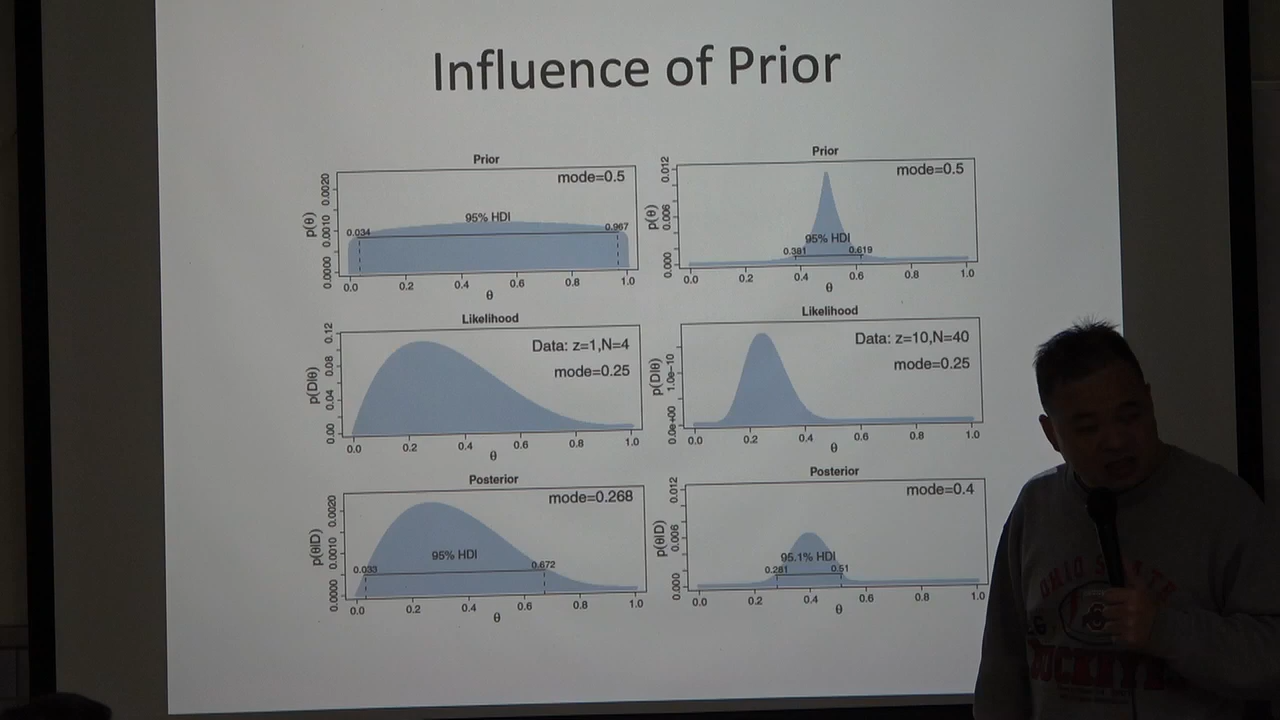 Influence of Prior
Prior
mode=0.5
p(θ)
0.0000 0.0010 0.0020
95% HDI
0.034 0.967
0.0 0.2 0.4 0.6 0.8 1.0
θ
Prior
mode=0.5
p(θ)
0.000 0.006 0.012
95% HDI
0.381 0.619
0.0 0.2 0.4 0.6 0.8 1.0
θ
Likelihood
Data: z=1,N=4
mode=0.25
p(D|θ)
0.00 0.04 0.08 0.12
0.0 0.2 0.4 0.6 0.8 1.0
θ
Likelihood
Data: z=10,N=40
mode=0.25
p(D|θ)
0.0e+00 1.0e-10
0.0 0.2 0.4 0.6 0.8 1.0
θ
Posterior
mode=0.268
p(θ|D)
0.0000 0.0010 0.0020
95% HDI
0.033 0.672
0.0 0.2 0.4 0.6 0.8 1.0
θ
Posterior
mode=0.4
p(θ|D)
0.000 0.006 0.012
95.1% HDI
0.281 0.51
0.0 0.2 0.4 0.6 0.8 1.0
θ
OHIO STATE